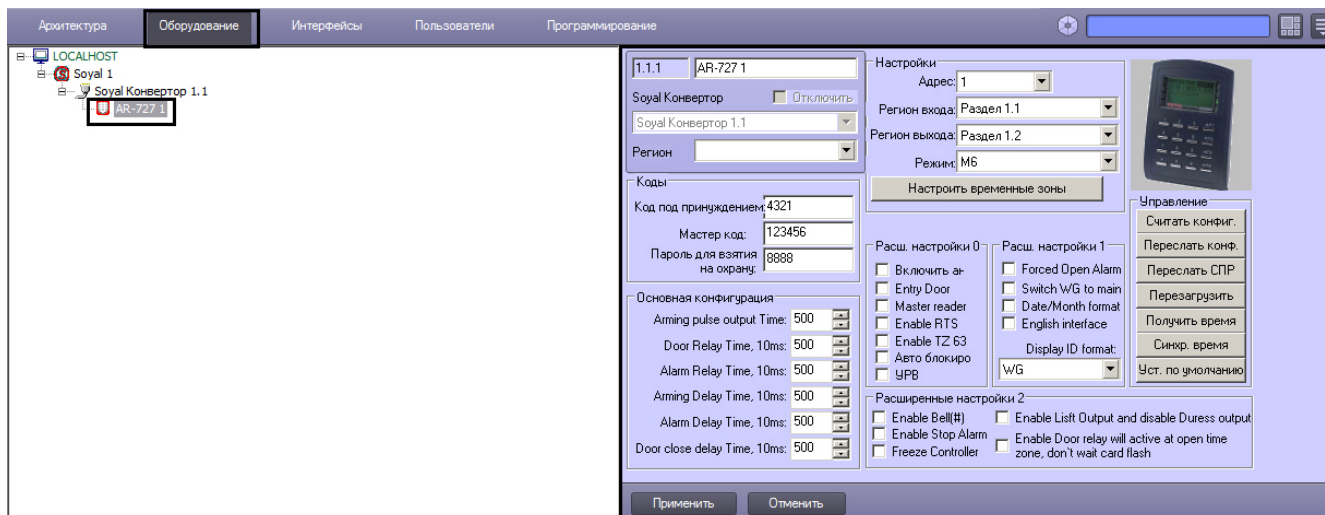 Архитектура Оборудование Интерфейсы Пользователи Программирование
LOCALHOST
Soyal 1
Soyal Конвертор 1.1
AR-727 1
1.1.1 AR-727 1
Soyal Конвертор Отключить
Soyal Конвертор 1.1
Регион
Коды
Код под принуждением: 4321
Мастер код: 123456
Пароль для взятия
на охрану: 8888
Основная конфигурация
Arming pulse output Time: 500
Door Relay Time, 10ms: 500
Alarm Relay Time, 10ms: 500
Arming Delay Time, 10ms: 500
Alarm Delay Time, 10ms: 500
Door close delay Time, 10ms: 500
Настройки
Адрес: 1
Регион входа: Раздел 1.1
Регион выхода: Раздел 1.2
Режим: M6
Настроить временные зоны
Расш. настройки 0
Включить ан
Entry Door
Master reader
Enable RTS
Enable TZ 63
Авто блокиро
УРВ
Расш. настройки 1
Forced Open Alarm
Switch WG to main
Date/Month format
English interface
Display ID format:
WG
Управление
Считать конфиг.
Переслать конф.
Переслать СПР
Перезагрузить
Получить время
Синхр. время
Уст. по умолчанию
Расширенные настройки 2
Enable Bell(#)
Enable Stop Alarm
Freeze Controller
Enable Lisft Output and disable Duress output
Enable Door relay will active at open time
zone, don`t wait card
flash
Применить Отменить